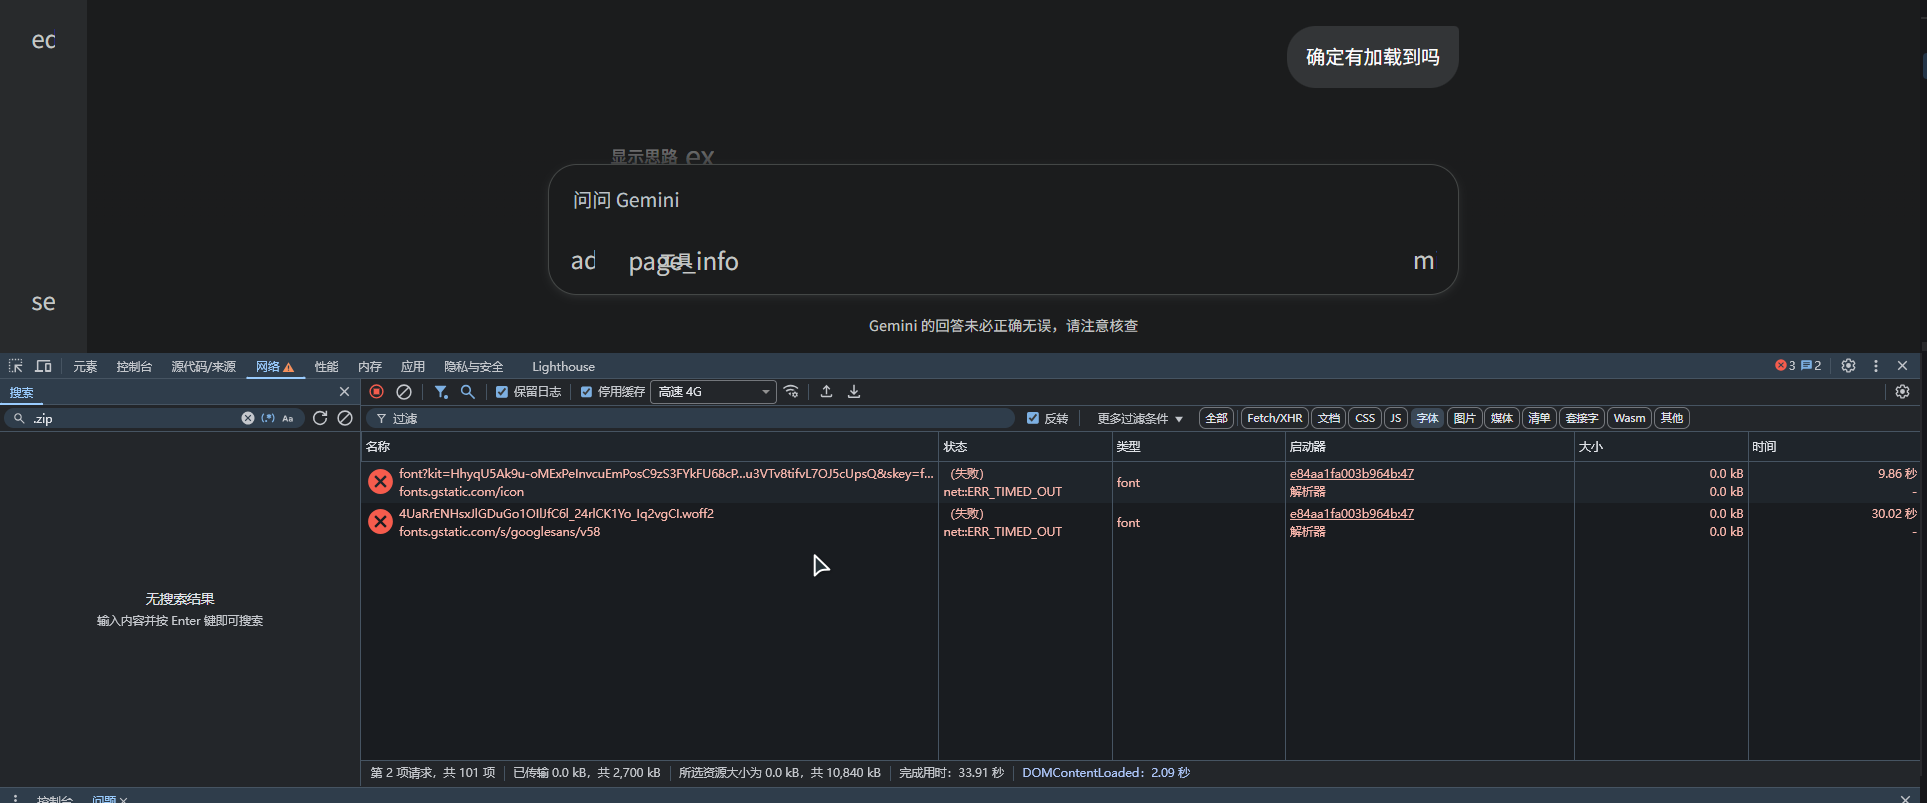 ec
确定有加载到吗
显示思路 ex
问问 Gemini
ad page_info 工具 m
se
Gemini 的回答未必正确无误，请注意核查
元素 控制台 源代码/来源 网络 性能 内存 应用 隐私与安全 Lighthouse 3 2
搜索
保留日志 停用缓存 高速 4G
.zip (.*) Aa
过滤 反转 更多过滤条件 全部 Fetch/XHR 文档 CSS JS 字体 图片 媒体 清单 套接字 Wasm 其他
名称 状态 类型 启动器 大小 时间
font?kit=HhyqU5Ak9u-oMExPeInvcuEmPosC9zS3FYkFU68cP...u3VTv8tifvL7OJ5cUpsQ&skey=f... （失败） font e84aa1fa003b964b:47 0.0 kB 9.86 秒
fonts.gstatic.com/icon net::ERR_TIMED_OUT 解析器 0.0 kB -
4UaRrENHsxJlGDuGo1OIlJfC6l_24rlCK1Yo_Iq2vgCI.woff2 （失败） font e84aa1fa003b964b:47 0.0 kB 30.02 秒
fonts.gstatic.com/s/googlesans/v58 net::ERR_TIMED_OUT 解析器 0.0 kB -
无搜索结果
输入内容并按 Enter 键即可搜索
第 2 项请求，共 101 项 已传输 0.0 kB，共 2,700 kB 所选资源大小为 0.0 kB，共 10,840 kB 完成用时：33.91 秒 DOMContentLoaded：2.09 秒
控制台 问题